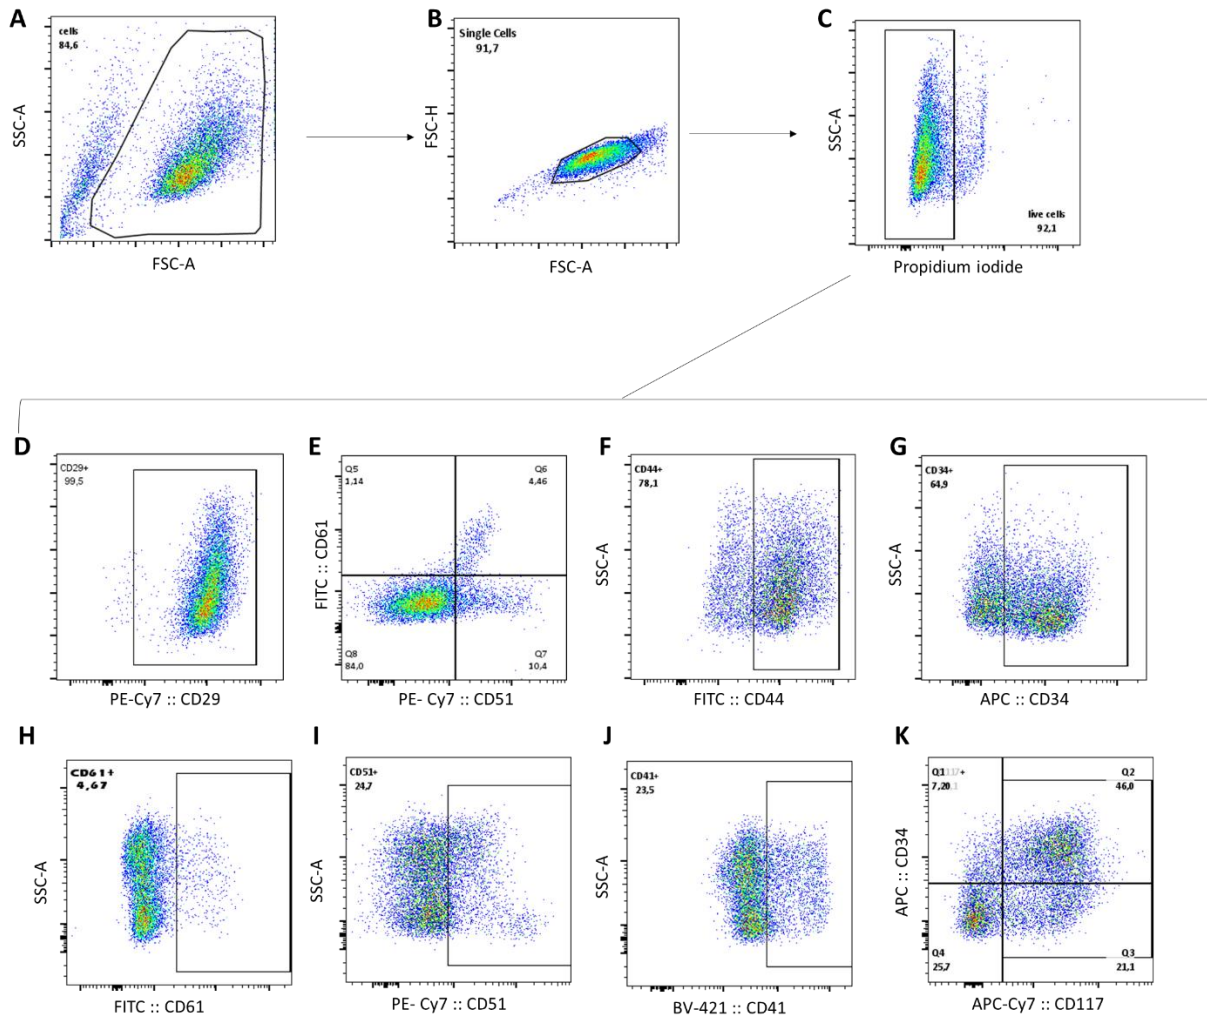 A
cells
84,6
SSC-A
FSC-A
B
Single Cells
91,7
FSC-H
FSC-A
C
SSC-A
live cells
92,1
Propidium iodide
D
CD29+
99,5
PE-Cy7 :: CD29
E
Q5
1,14
Q6
4,46
FITC :: CD61
Q8
84,0
Q7
10,4
PE- Cy7 :: CD51
F
CD44+
78,1
SSC-A
FITC :: CD44
G
CD34+
64,9
SSC-A
APC :: CD34
H
CD61+
4,67
SSC-A
FITC :: CD61
I
CD51+
24,7
SSC-A
PE- Cy7 :: CD51
J
CD41+
23,5
SSC-A
BV-421 :: CD41
K
Q1
7,20
Q2
46,0
APC :: CD34
Q4
25,7
Q3
21,1
APC-Cy7 :: CD117